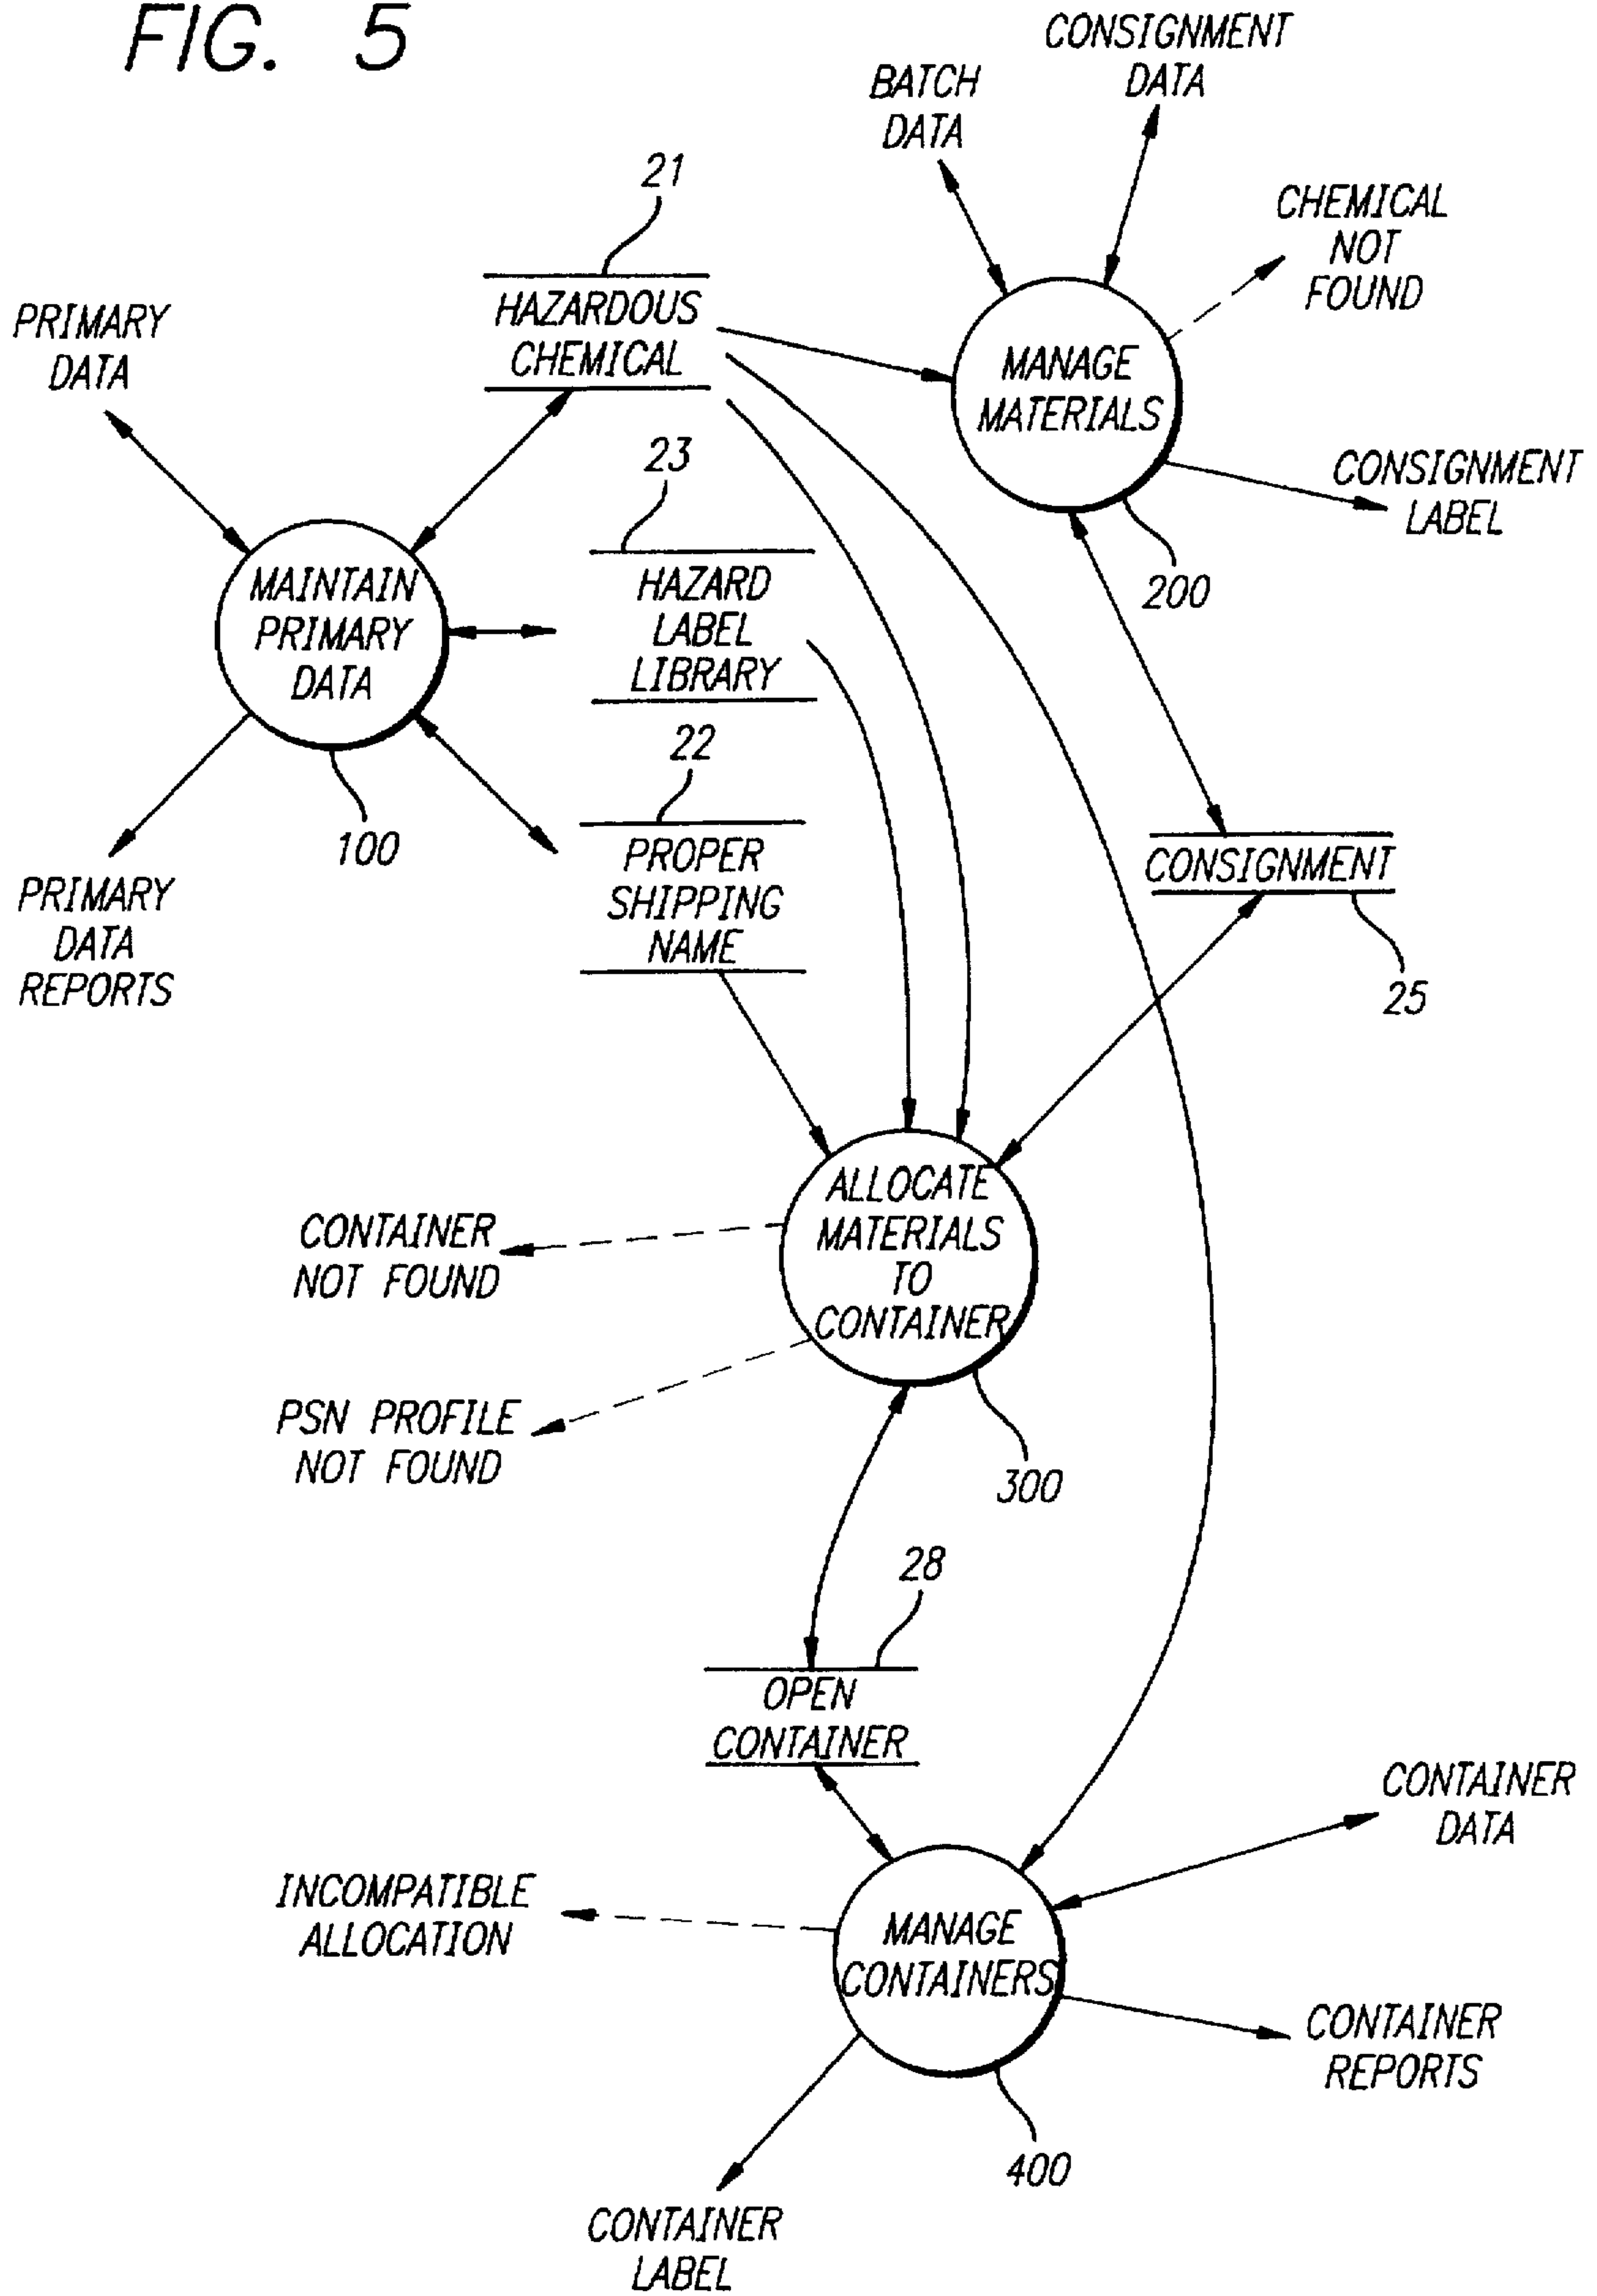 FIG. 5
CONSIGNMENT
DATA
BATCH
DATA
21
CHEMICAL
NOT
FOUND
HAZARDOUS
CHEMICAL
PRIMARY
DATA
MANAGE
MATERIALS
23
CONSIGNMENT
LABEL
200
HAZARD
LABEL
LIBRARY
MAINTAIN
PRIMARY
DATA
22
100
PROPER
SHIPPING
NAME
CONSIGNMENT
PRIMARY
DATA
REPORTS
25
ALLOCATE
MATERIALS
TO
CONTAINER
CONTAINER
NOT FOUND
PSN PROFILE
NOT FOUND
300
28
OPEN
CONTAINER
CONTAINER
DATA
INCOMPATIBLE
ALLOCATION
MANAGE
CONTAINERS
CONTAINER
REPORTS
400
CONTAINER
LABEL